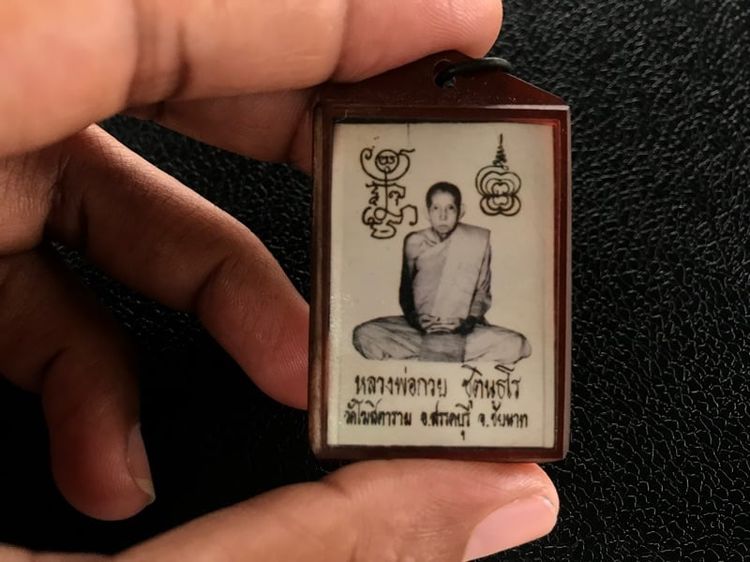 หลวงพ่อกวย ชุตินฺธโร
วัดโฆสิตาราม อ.สรรคบุรี จ.ชัยนาท